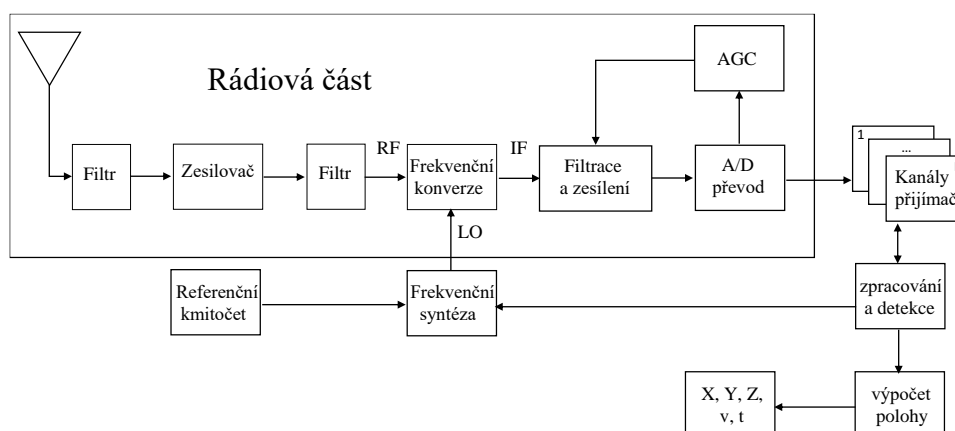 Rádiová část
AGC
Filtr
Zesilovač
Filtr
RF
Frekvenční
konverze
IF
Filtrace
a zesílení
A/D
převod
1
...
Kanály
přijímač
LO
Referenční
kmitočet
Frekvenční
syntéza
zpracování
a detekce
X, Y, Z,
v, t
výpočet
polohy